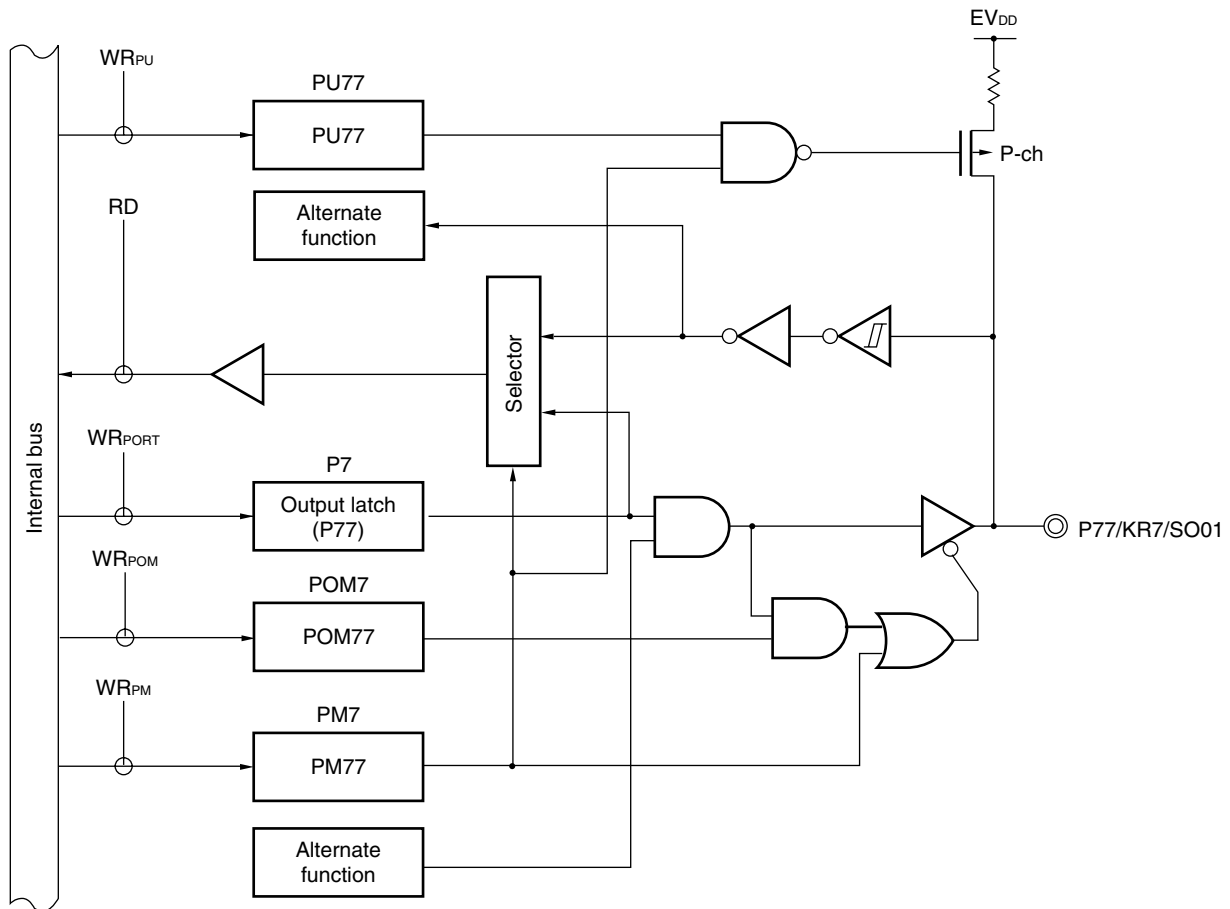 EVDD
WRPU
PU77
PU77
P-ch
RD
Alternate
function
Selector
Internal bus
WRPORT
P7
Output latch
(P77)
P77/KR7/SO01
WRPOM
POM7
POM77
WRPM
PM7
PM77
Alternate
function